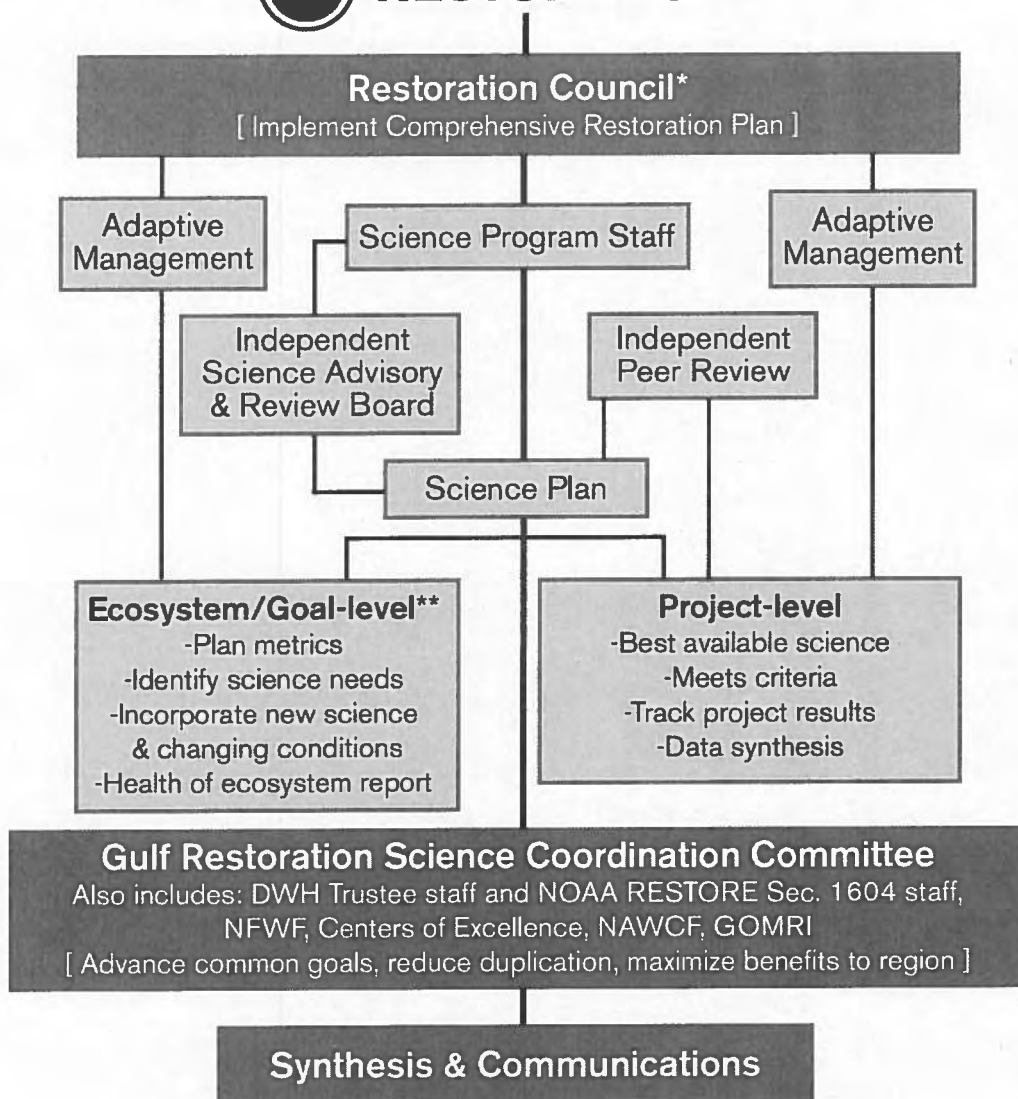 Restoration Council*
[ Implement Comprehensive Restoration Plan ]
Adaptive
Management
Science Program Staff
Adaptive
Management
Independent
Science Advisory
& Review Board
Independent
Peer Review
Science Plan
Ecosystem/Goal-level**
-Plan metrics
-Identify science needs
-Incorporate new science
& changing conditions
-Health of ecosystem report
Project-level
-Best available science
-Meets criteria
-Track project results
-Data synthesis
Gulf Restoration Science Coordination Committee
Also includes: DWH Trustee staff and NOAA RESTORE Sec. 1604 staff,
NFWF, Centers of Excellence, NAWCF, GOMRI
[ Advance common goals, reduce duplication, maximize benefits to region ]
Synthesis & Communications